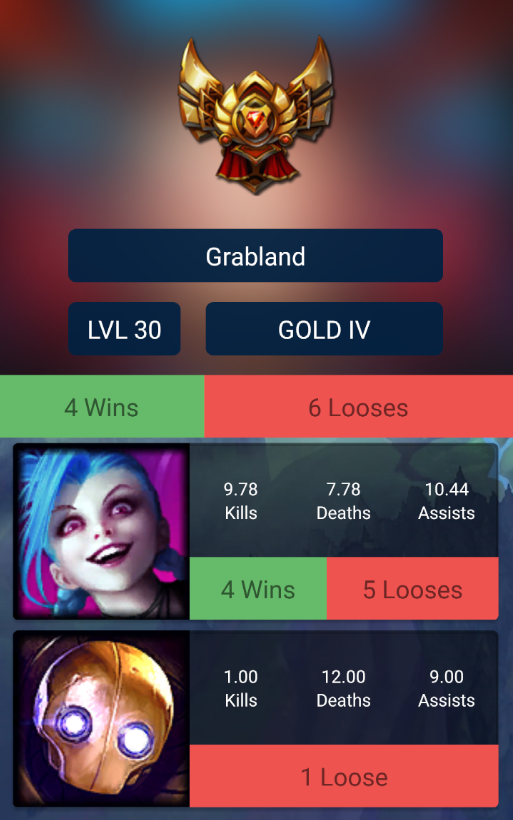 Grabland
LVL 30 GOLD IV
4 Wins 6 Looses
9.78 7.78 10.44
Kills Deaths Assists
4 Wins 5 Looses
1.00 12.00 9.00
Kills Deaths Assists
1 Loose